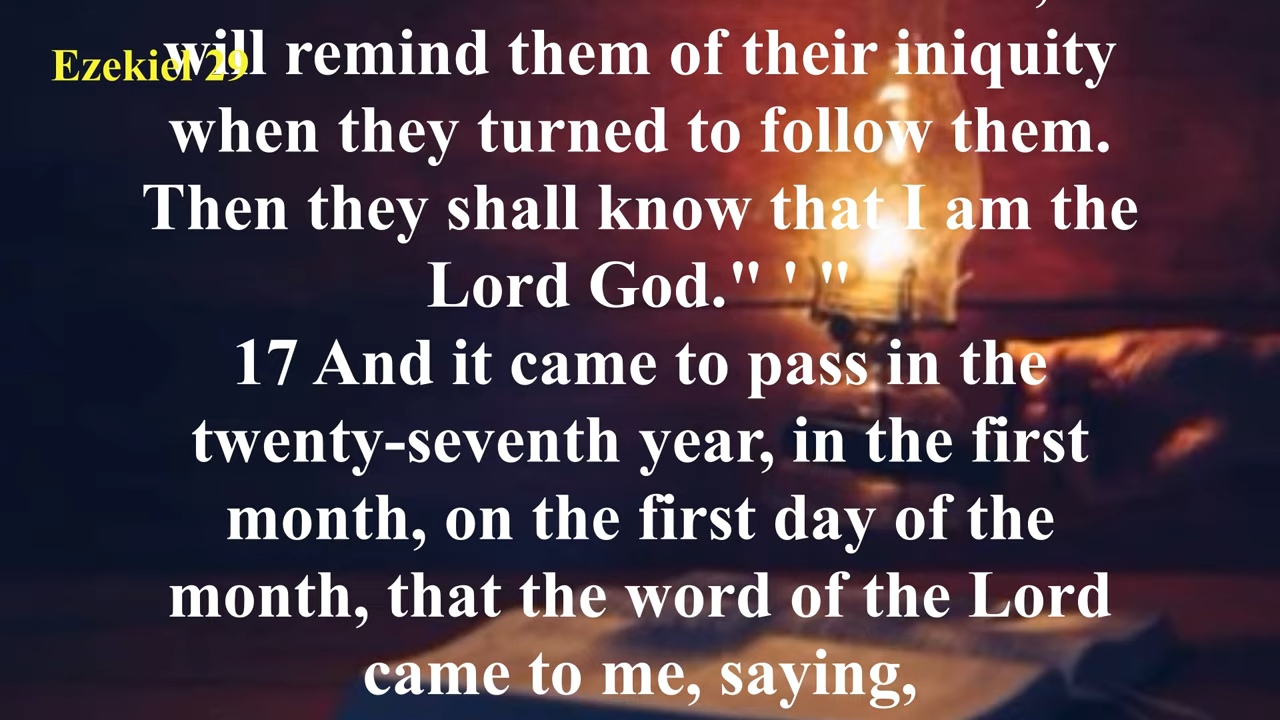 Ezekiel 29
will remind them of their iniquity
when they turned to follow them.
Then they shall know that I am the
Lord God." ' "
17 And it came to pass in the
twenty-seventh year, in the first
month, on the first day of the
month, that the word of the Lord
came to me, saying,